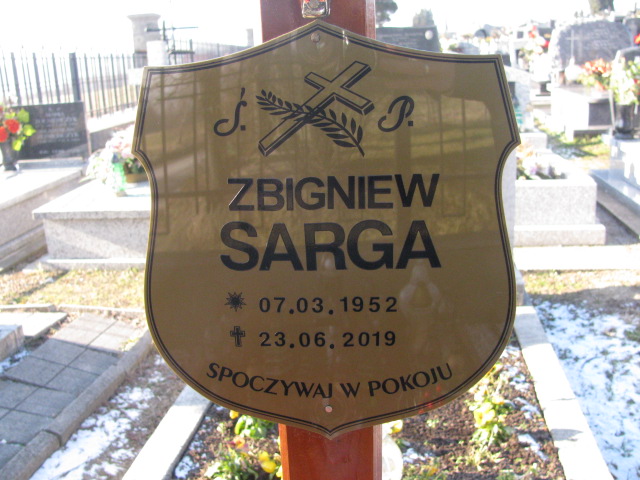 Ś. P.
ZBIGNIEW
SARGA
07.03.1952
23.06.2019
SPOCZYWAJ W POKOJU